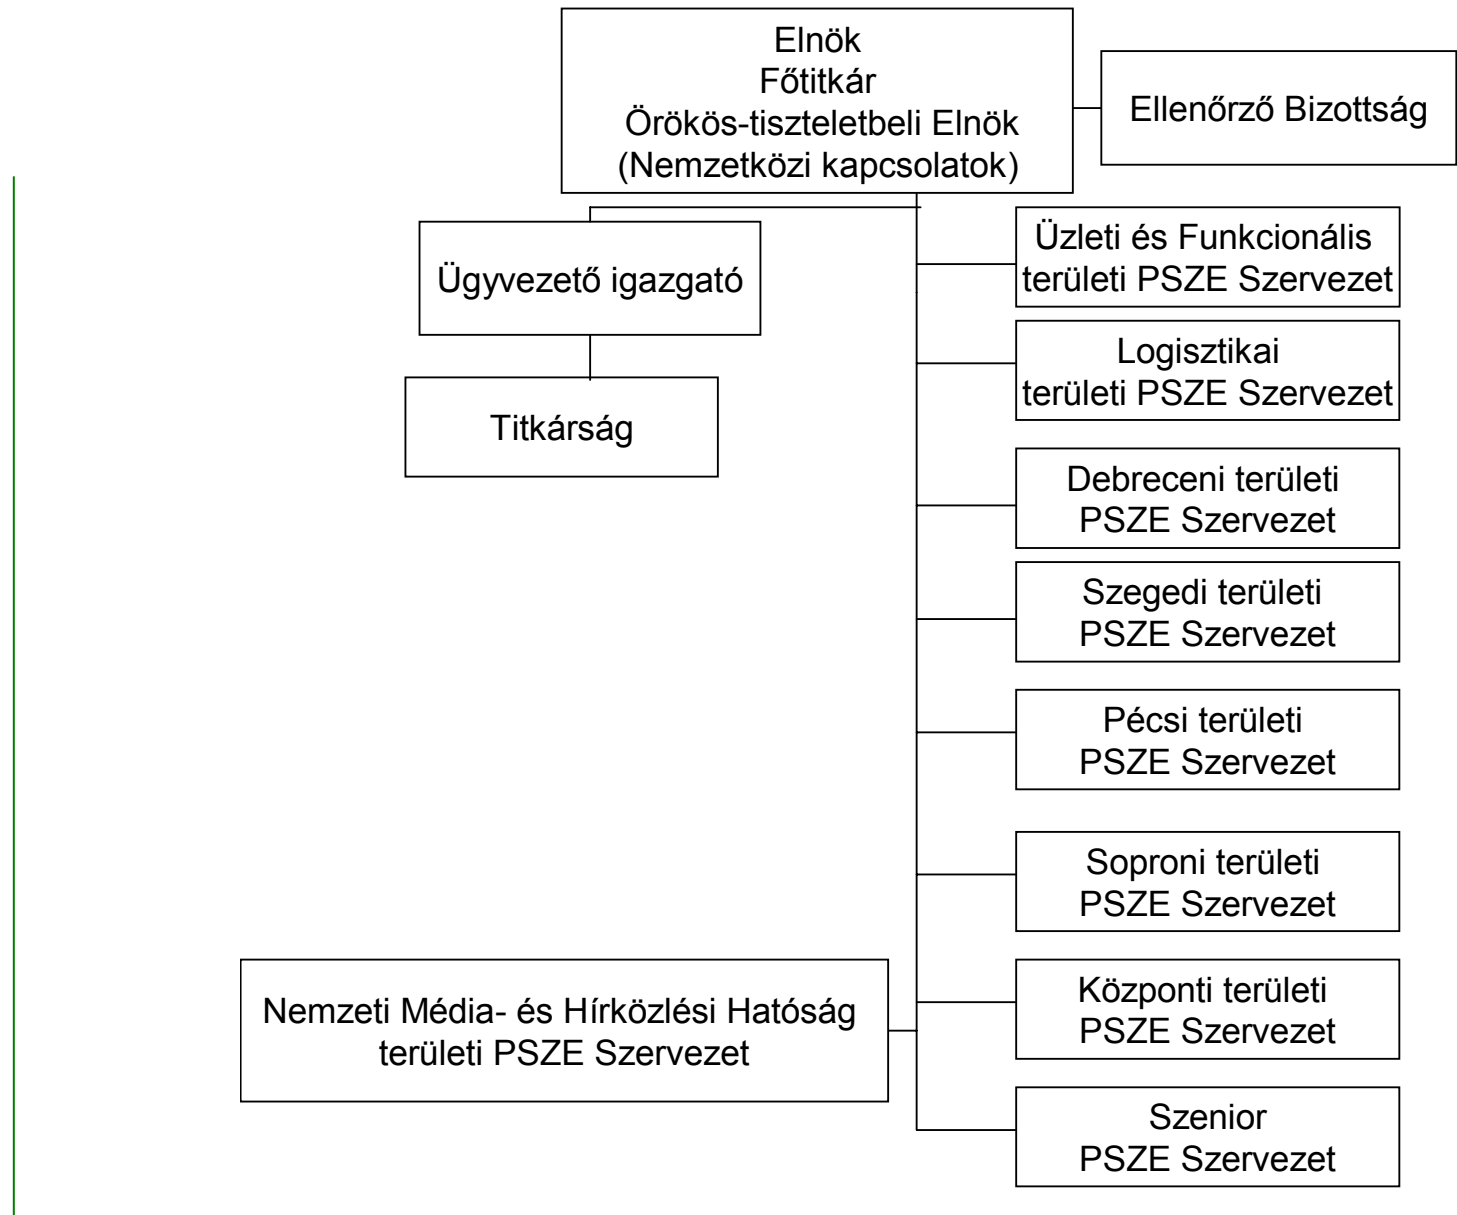 Elnök
Főtitkár
Örökös-tiszteletbeli Elnök
(Nemzetközi kapcsolatok)
Ellenőrző Bizottság
Ügyvezető igazgató
Titkárság
Üzleti és Funkcionális
területi PSZE Szervezet
Logisztikai
területi PSZE Szervezet
Debreceni területi
PSZE Szervezet
Szegedi területi
PSZE Szervezet
Pécsi területi
PSZE Szervezet
Soproni területi
PSZE Szervezet
Nemzeti Média- és Hírközlési Hatóság
területi PSZE Szervezet
Központi területi
PSZE Szervezet
Szenior
PSZE Szervezet